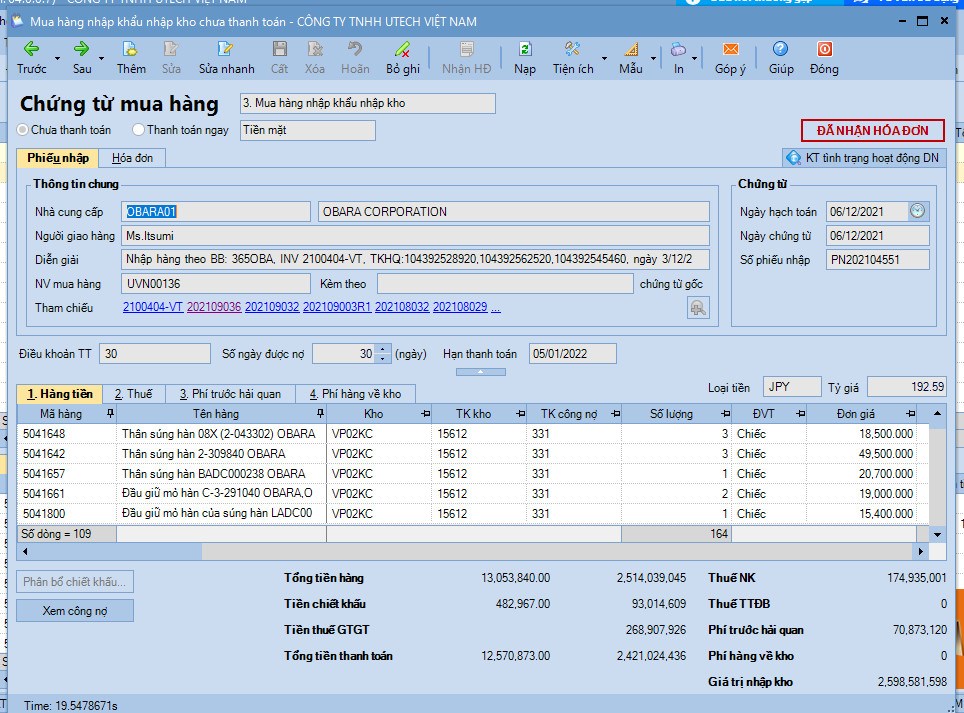 Mua hàng nhập khẩu nhập kho chưa thanh toán - CÔNG TY TNHH UTECH VIỆT NAM
Trước Sau Thêm Sửa Sửa nhanh Cất Xóa Hoãn Bỏ ghi Nhận HĐ Nạp Tiện ích Mẫu In Góp ý Giúp Đóng
Chứng từ mua hàng 3. Mua hàng nhập khẩu nhập kho
Chưa thanh toán Thanh toán ngay Tiền mặt ĐÃ NHẬN HÓA ĐƠN
Phiếu nhập Hóa đơn KT tình trạng hoạt động DN
Thông tin chung Chứng từ
Nhà cung cấp OBARA01 OBARA CORPORATION Ngày hạch toán 06/12/2021
Người giao hàng Ms.Itsumi Ngày chứng từ 06/12/2021
Diễn giải Nhập hàng theo BB: 365OBA, INV 2100404-VT, TKHQ:104392528920,104392562520,104392545460, ngày 3/12/2 Số phiếu nhập PN202104551
NV mua hàng UVN00136 Kèm theo chứng từ gốc
Tham chiếu 2100404-VT 202109036 202109032 202109003R1 202108032 202108029 ...
Điều khoản TT 30 Số ngày được nợ 30 (ngày) Hạn thanh toán 05/01/2022
1. Hàng tiền 2. Thuế 3. Phí trước hải quan 4. Phí hàng về kho Loại tiền JPY Tỷ giá 192.59
Mã hàng Tên hàng Kho TK kho TK công nợ Số lượng ĐVT Đơn giá
5041648 Thân súng hàn 08X (2-043302) OBARA VP02KC 15612 331 3 Chiếc 18,500.000
5041642 Thân súng hàn 2-309840 OBARA VP02KC 15612 331 3 Chiếc 49,500.000
5041657 Thân súng hàn BADC000238 OBARA VP02KC 15612 331 1 Chiếc 20,700.000
5041661 Đầu giữ mỏ hàn C-3-291040 OBARA,O VP02KC 15612 331 2 Chiếc 19,000.000
5041800 Đầu giữ mỏ hàn của súng hàn LADC00 VP02KC 15612 331 1 Chiếc 15,400.000
Số dòng = 109 164
Phân bổ chiết khấu... Tổng tiền hàng 13,053,840.00 2,514,039,045 Thuế NK 174,935,001
Xem công nợ Tiền chiết khấu 482,967.00 93,014,609 Thuế TTĐB 0
Tiền thuế GTGT 268,907,926 Phí trước hải quan 70,873,120
Tổng tiền thanh toán 12,570,873.00 2,421,024,436 Phí hàng về kho 0
Giá trị nhập kho 2,598,581,598
Time: 19.5478671s